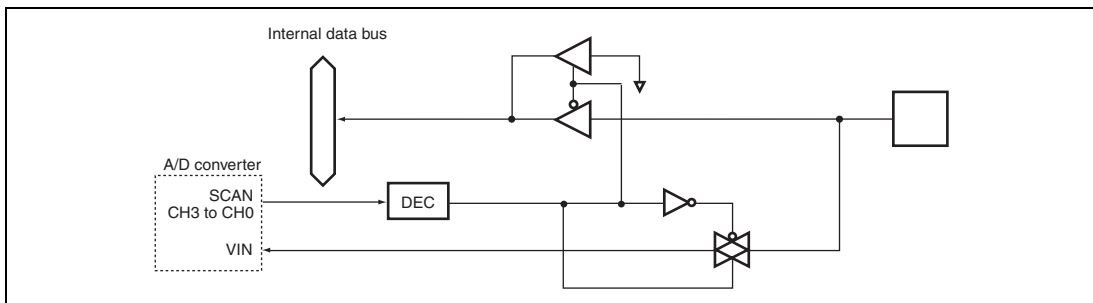 Internal data bus
A/D converter
SCAN
CH3 to CH0
DEC
VIN